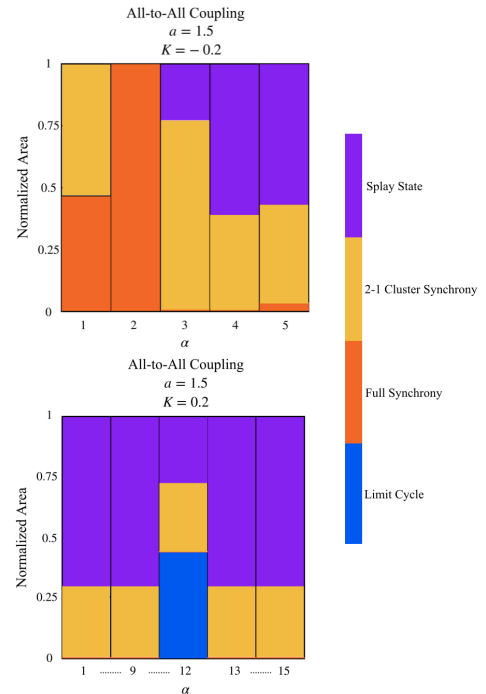 All-to-All Coupling
a = 1.5
K = − 0.2
Normalized Area
1
0.75
0.5
0.25
0
1 2 3 4 5
α
Splay State
2-1 Cluster Synchrony
Full Synchrony
Limit Cycle
All-to-All Coupling
a = 1.5
K = 0.2
Normalized Area
1
0.75
0.5
0.25
0
1 ......... 9 ......... 12 13 ......... 15
α